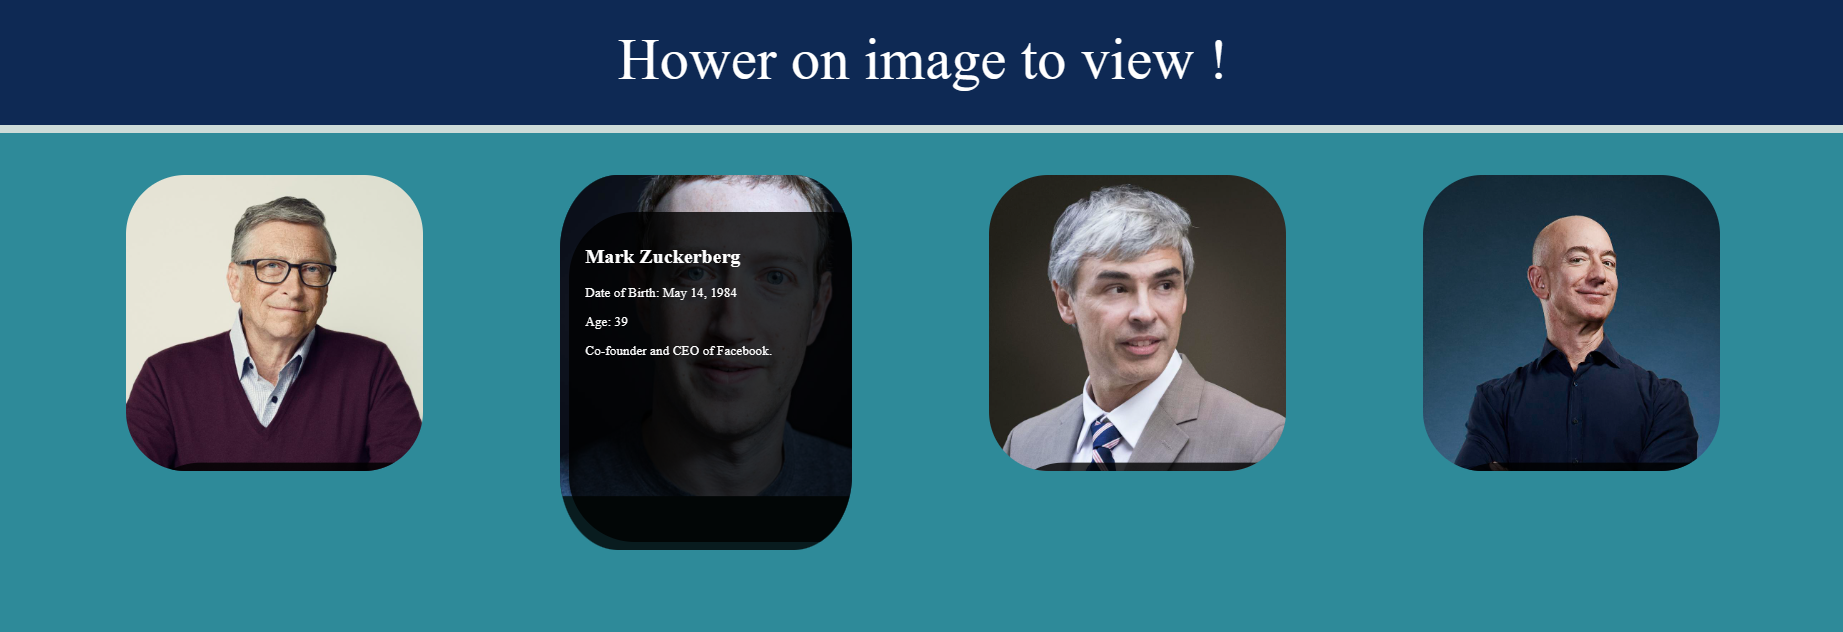 Hower on image to view !
Mark Zuckerberg
Date of Birth: May 14, 1984
Age: 39
Co-founder and CEO of Facebook.